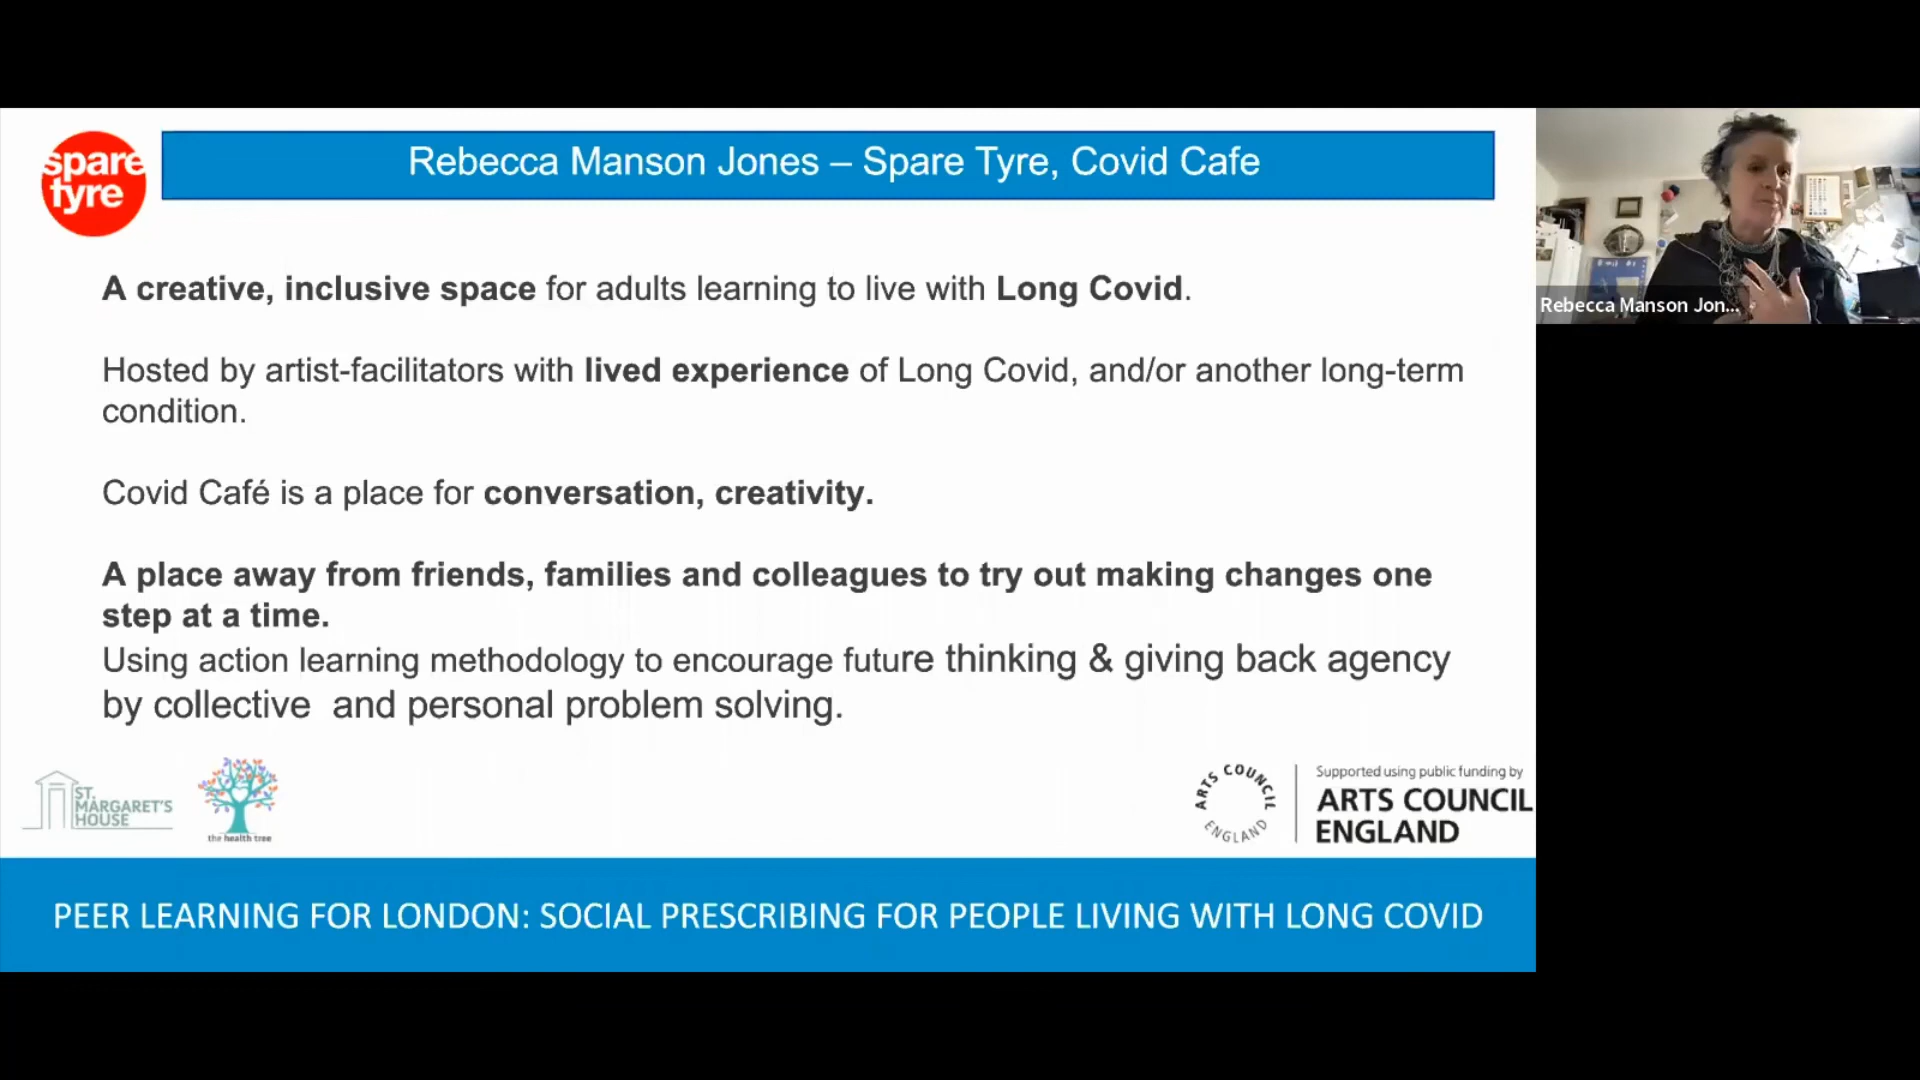 spare
tyre
Rebecca Manson Jones – Spare Tyre, Covid Cafe
A creative, inclusive space for adults learning to live with Long Covid.
Hosted by artist-facilitators with lived experience of Long Covid, and/or another long-term
condition.
Covid Café is a place for conversation, creativity.
A place away from friends, families and colleagues to try out making changes one
step at a time.
Using action learning methodology to encourage future thinking & giving back agency
by collective  and personal problem solving.
ST.
MARGARET'S
HOUSE
the health tree
ARTS COUNCIL
ENGLAND
Supported using public funding by
ARTS COUNCIL
ENGLAND
PEER LEARNING FOR LONDON: SOCIAL PRESCRIBING FOR PEOPLE LIVING WITH LONG COVID
Rebecca Manson Jon...